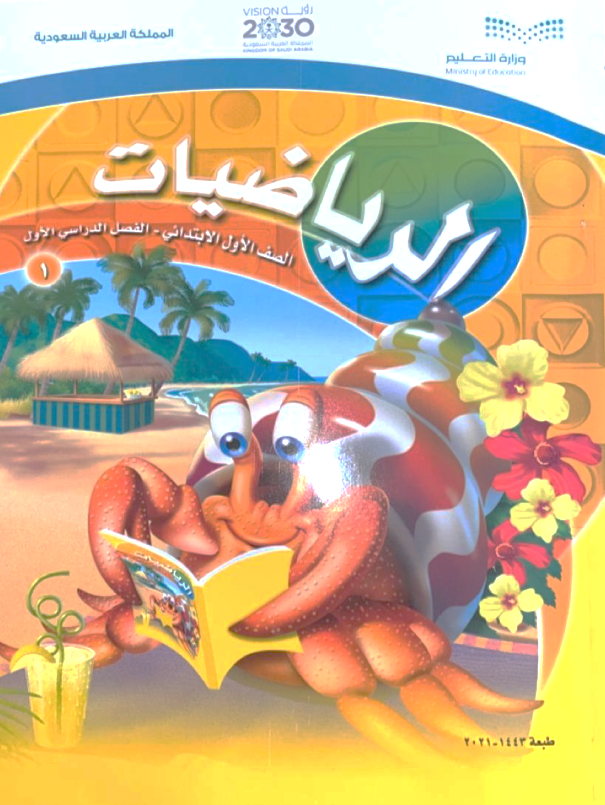 وزارة التعليم
Ministry of Education
VISION رؤية
2030
المملكة العربية السعودية
KINGDOM OF SAUDI ARABIA
المملكة العربية السعودية
الرياضيات
الصف الأول الابتدائي - الفصل الدراسي الأول
١
الرياضيات
طبعة ١٤٤٣-٢٠٢١